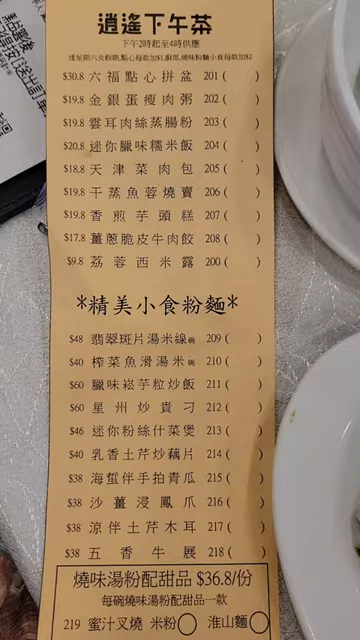 逍遙下午茶
下午2時起至4時供應
$30.8 六福點心拼盆 201( )
$19.8 金銀蛋瘦肉粥 202( )
$19.8 雲耳肉絲蒸腸粉 203( )
$20.8 迷你臘味糯米飯 204( )
$18.8 天津菜肉包 205( )
$19.8 干蒸魚蓉燒賣 206( )
$19.8 香煎芋頭糕 207( )
$17.8 薑蔥脆皮牛肉餃 208( )
$9.8 荔蓉西米露 200( )
*精美小食粉麵*
$48 翡翠斑片湯米線碗 209( )
$40 榨菜魚滑湯米碗 210( )
$60 臘味崧芋粒炒飯 211( )
$60 星州炒貴刁 212( )
$46 迷你粉絲什菜煲 213( )
$40 乳香土芹炒藕片 214( )
$38 海蜇伴手拍青瓜 215( )
$38 沙薑浸鳳爪 216( )
$38 涼伴土芹木耳 217( )
$38 五香牛展 218( )
燒味湯粉配甜品 $36.8/份
每碗燒味湯粉配甜品一款
219 蜜汁叉燒 米粉○ 淮山麵○